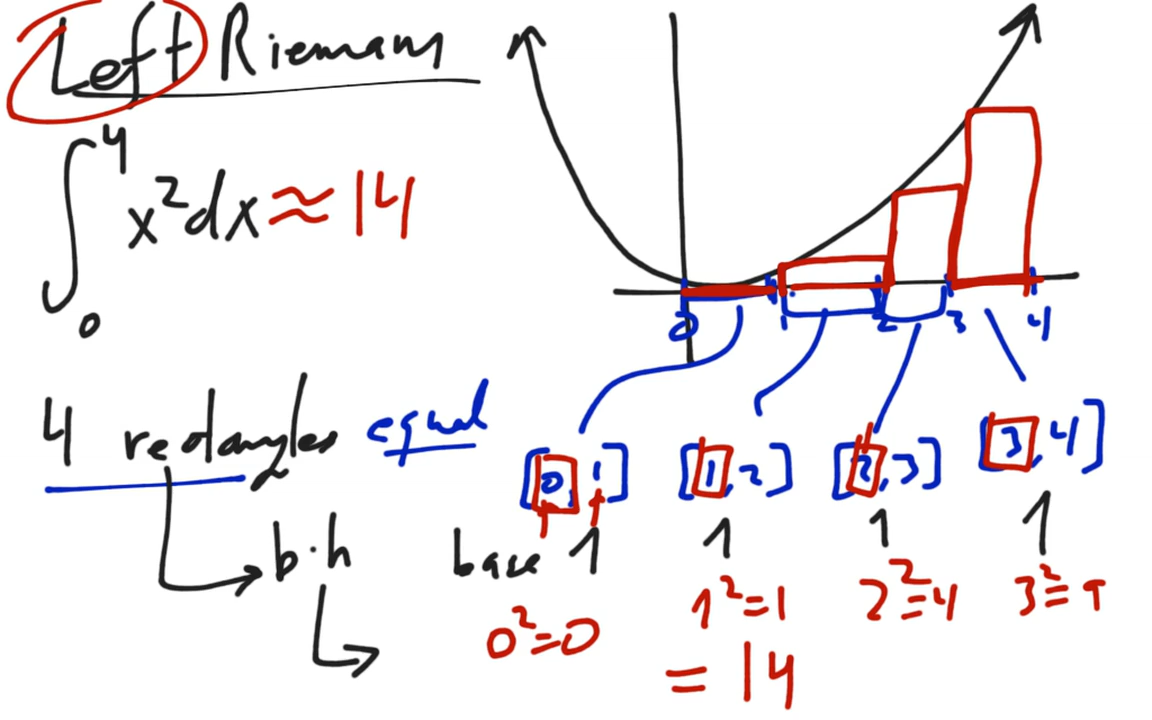 Left Riemann
∫₀⁴ x²dx ≈ 14
0 1 2 3 4
4 rectangles equal
[0, 1] [1, 2] [2, 3] [3, 4]
b·h
base 1 1 1 1
0²=0 1²=1 2²=4 3²=9
= 14